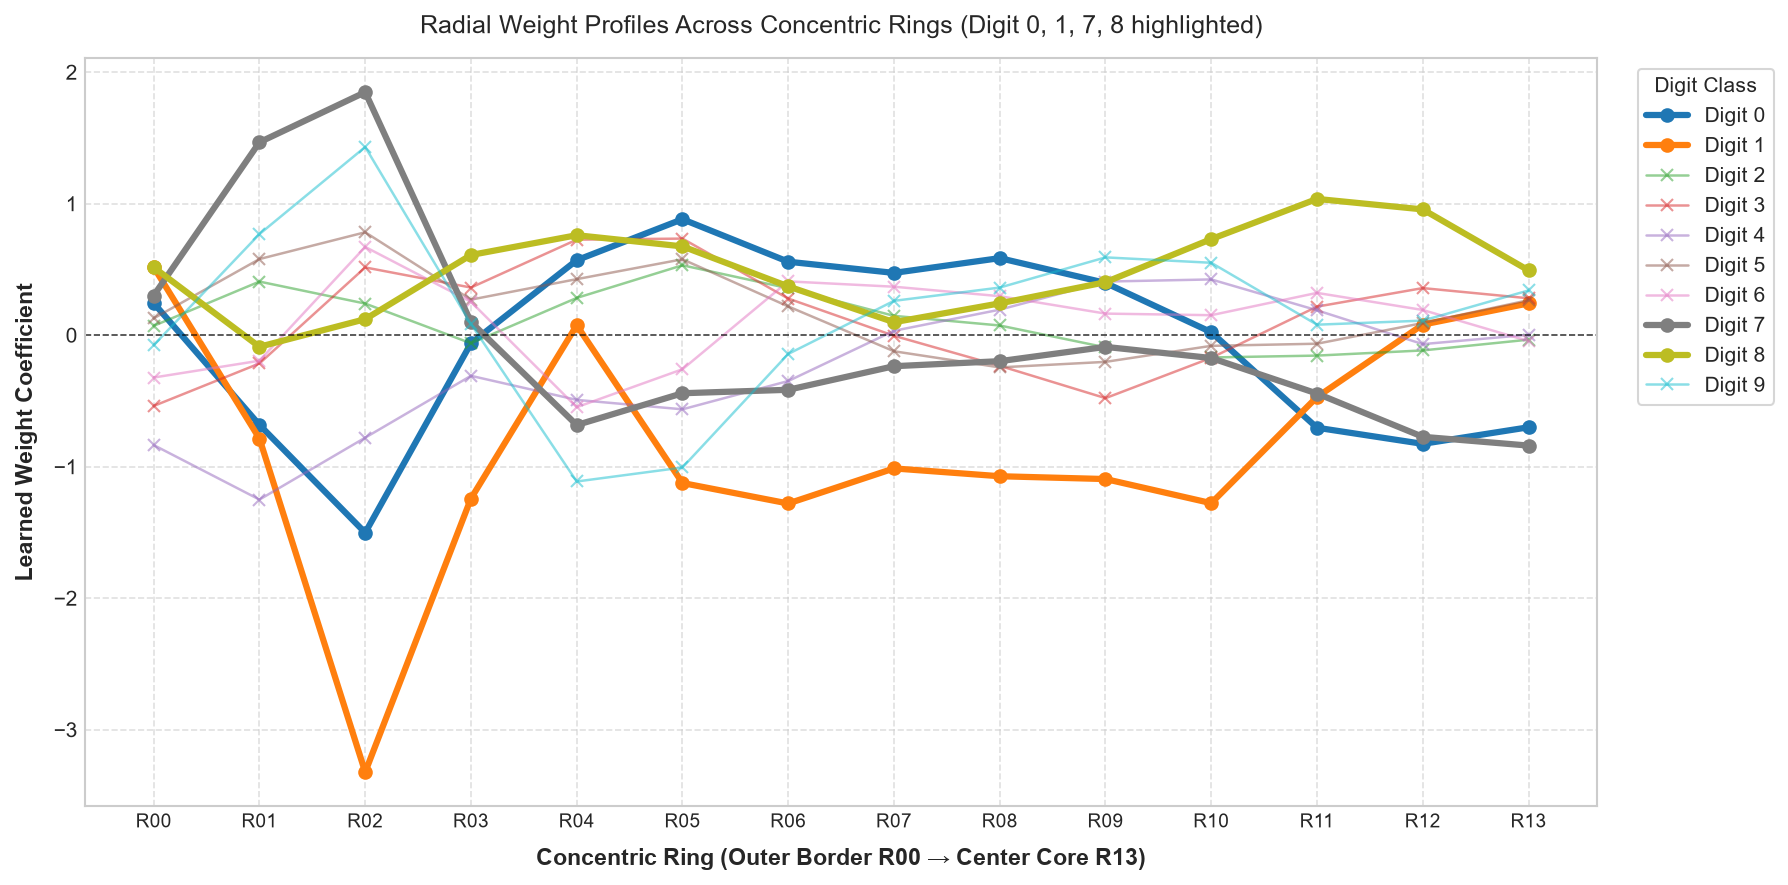 Radial Weight Profiles Across Concentric Rings (Digit 0, 1, 7, 8 highlighted)
Learned Weight Coefficient
2
1
0
−1
−2
−3
R00 R01 R02 R03 R04 R05 R06 R07 R08 R09 R10 R11 R12 R13
Concentric Ring (Outer Border R00 → Center Core R13)
Digit Class
Digit 0
Digit 1
Digit 2
Digit 3
Digit 4
Digit 5
Digit 6
Digit 7
Digit 8
Digit 9